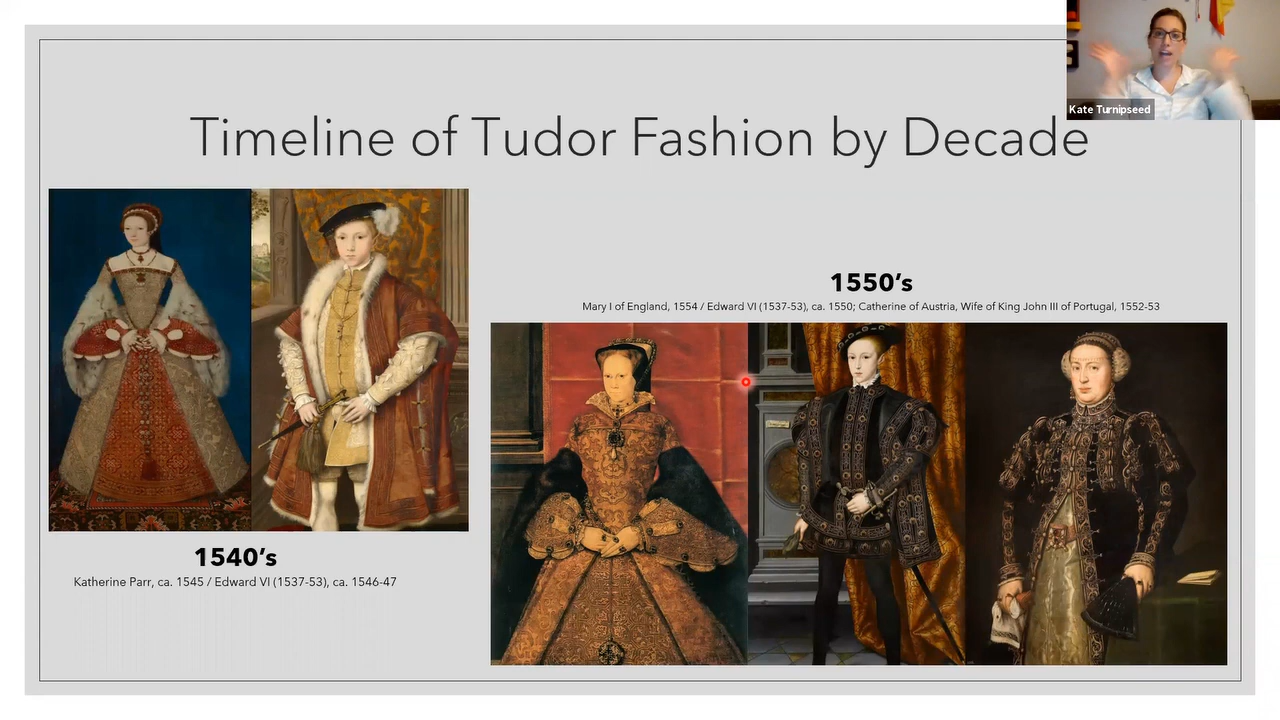 Kate Turnipseed
Timeline of Tudor Fashion by Decade
1550's
Mary I of England, 1554 / Edward VI (1537-53), ca. 1550; Catherine of Austria, Wife of King John III of Portugal, 1552-53
1540's
Katherine Parr, ca. 1545 / Edward VI (1537-53), ca. 1546-47